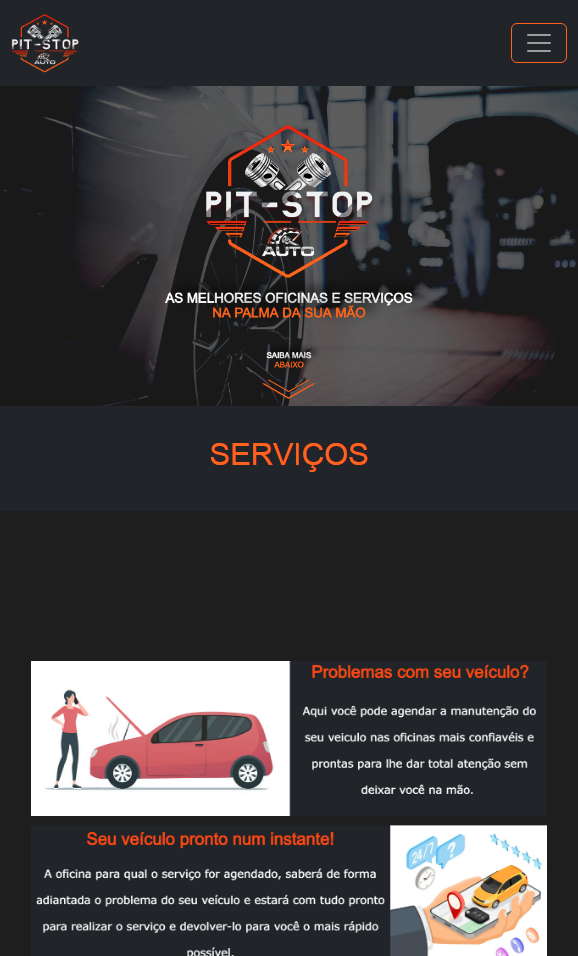 PIT-STOP
AUTO
PIT-STOP
AUTO
AS MELHORES OFICINAS E SERVIÇOS
NA PALMA DA SUA MÃO
SAIBA MAIS
ABAIXO
SERVIÇOS
Problemas com seu veículo?
Aqui você pode agendar a manutenção do
seu veiculo nas oficinas mais confiavéis e
prontas para lhe dar total atenção sem
deixar você na mão.
Seu veículo pronto num instante!
A oficina para qual o serviço for agendado, saberá de forma
adiantada o problema do seu veículo e estará com tudo pronto
para realizar o serviço e devolver-lo para você o mais rápido
possível.
24/7
?